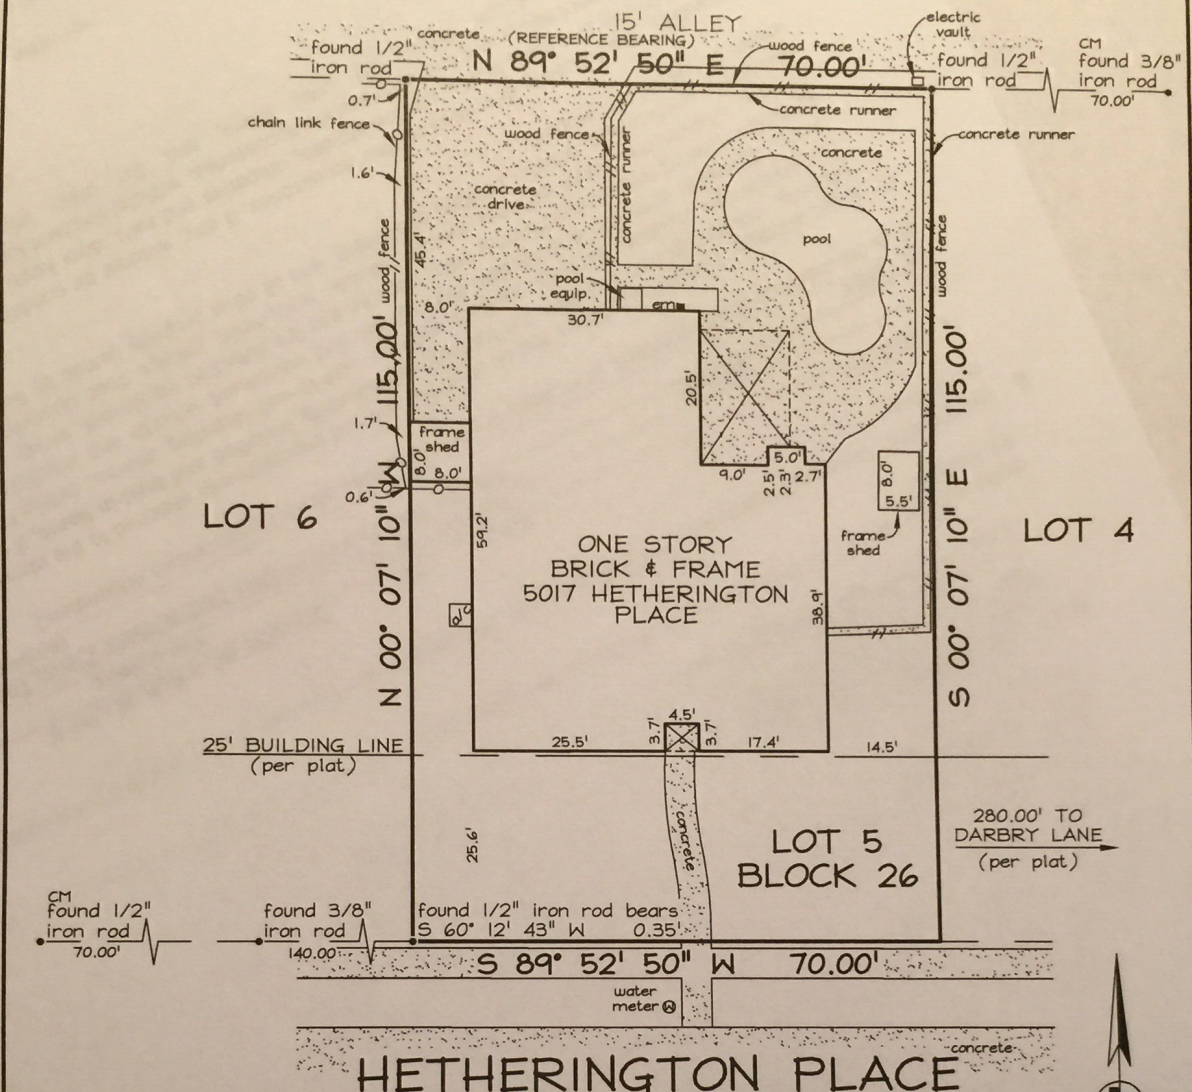 15' ALLEY
(REFERENCE BEARING)
N 89° 52' 50" E 70.00'
concrete
found 1/2"
iron rod
wood fence
electric
vault
found 1/2"
iron rod
CM
found 3/8"
iron rod
70.00'
0.7'
chain link fence
1.6'
wood fence
concrete runner
concrete runner
concrete runner
wood fence
concrete
drive
45.4'
8.0'
concrete
pool
wood fence
pool
equip.
em
30.7'
N 00° 07' 10" W 115.00'
S 00° 07' 10" E 115.00'
1.7'
frame
shed
8.0'
8.0'
0.6'
20.5'
9.0'
5.0'
2.5'
2.3'
2.7'
8.0'
5.5'
frame
shed
LOT 6
LOT 4
59.2'
ONE STORY
BRICK & FRAME
5017 HETHERINGTON
PLACE
38.9'
4.5'
3.7'
3.7'
25.5'
17.4'
14.5'
25' BUILDING LINE
(per plat)
25.6'
concrete
LOT 5
BLOCK 26
280.00' TO
DARBRY LANE
(per plat)
CM
found 1/2"
iron rod
70.00'
found 3/8"
iron rod
140.00'
found 1/2" iron rod bears
S 60° 12' 43" W 0.35'
S 89° 52' 50" W 70.00'
water
meter W
concrete
HETHERINGTON PLACE